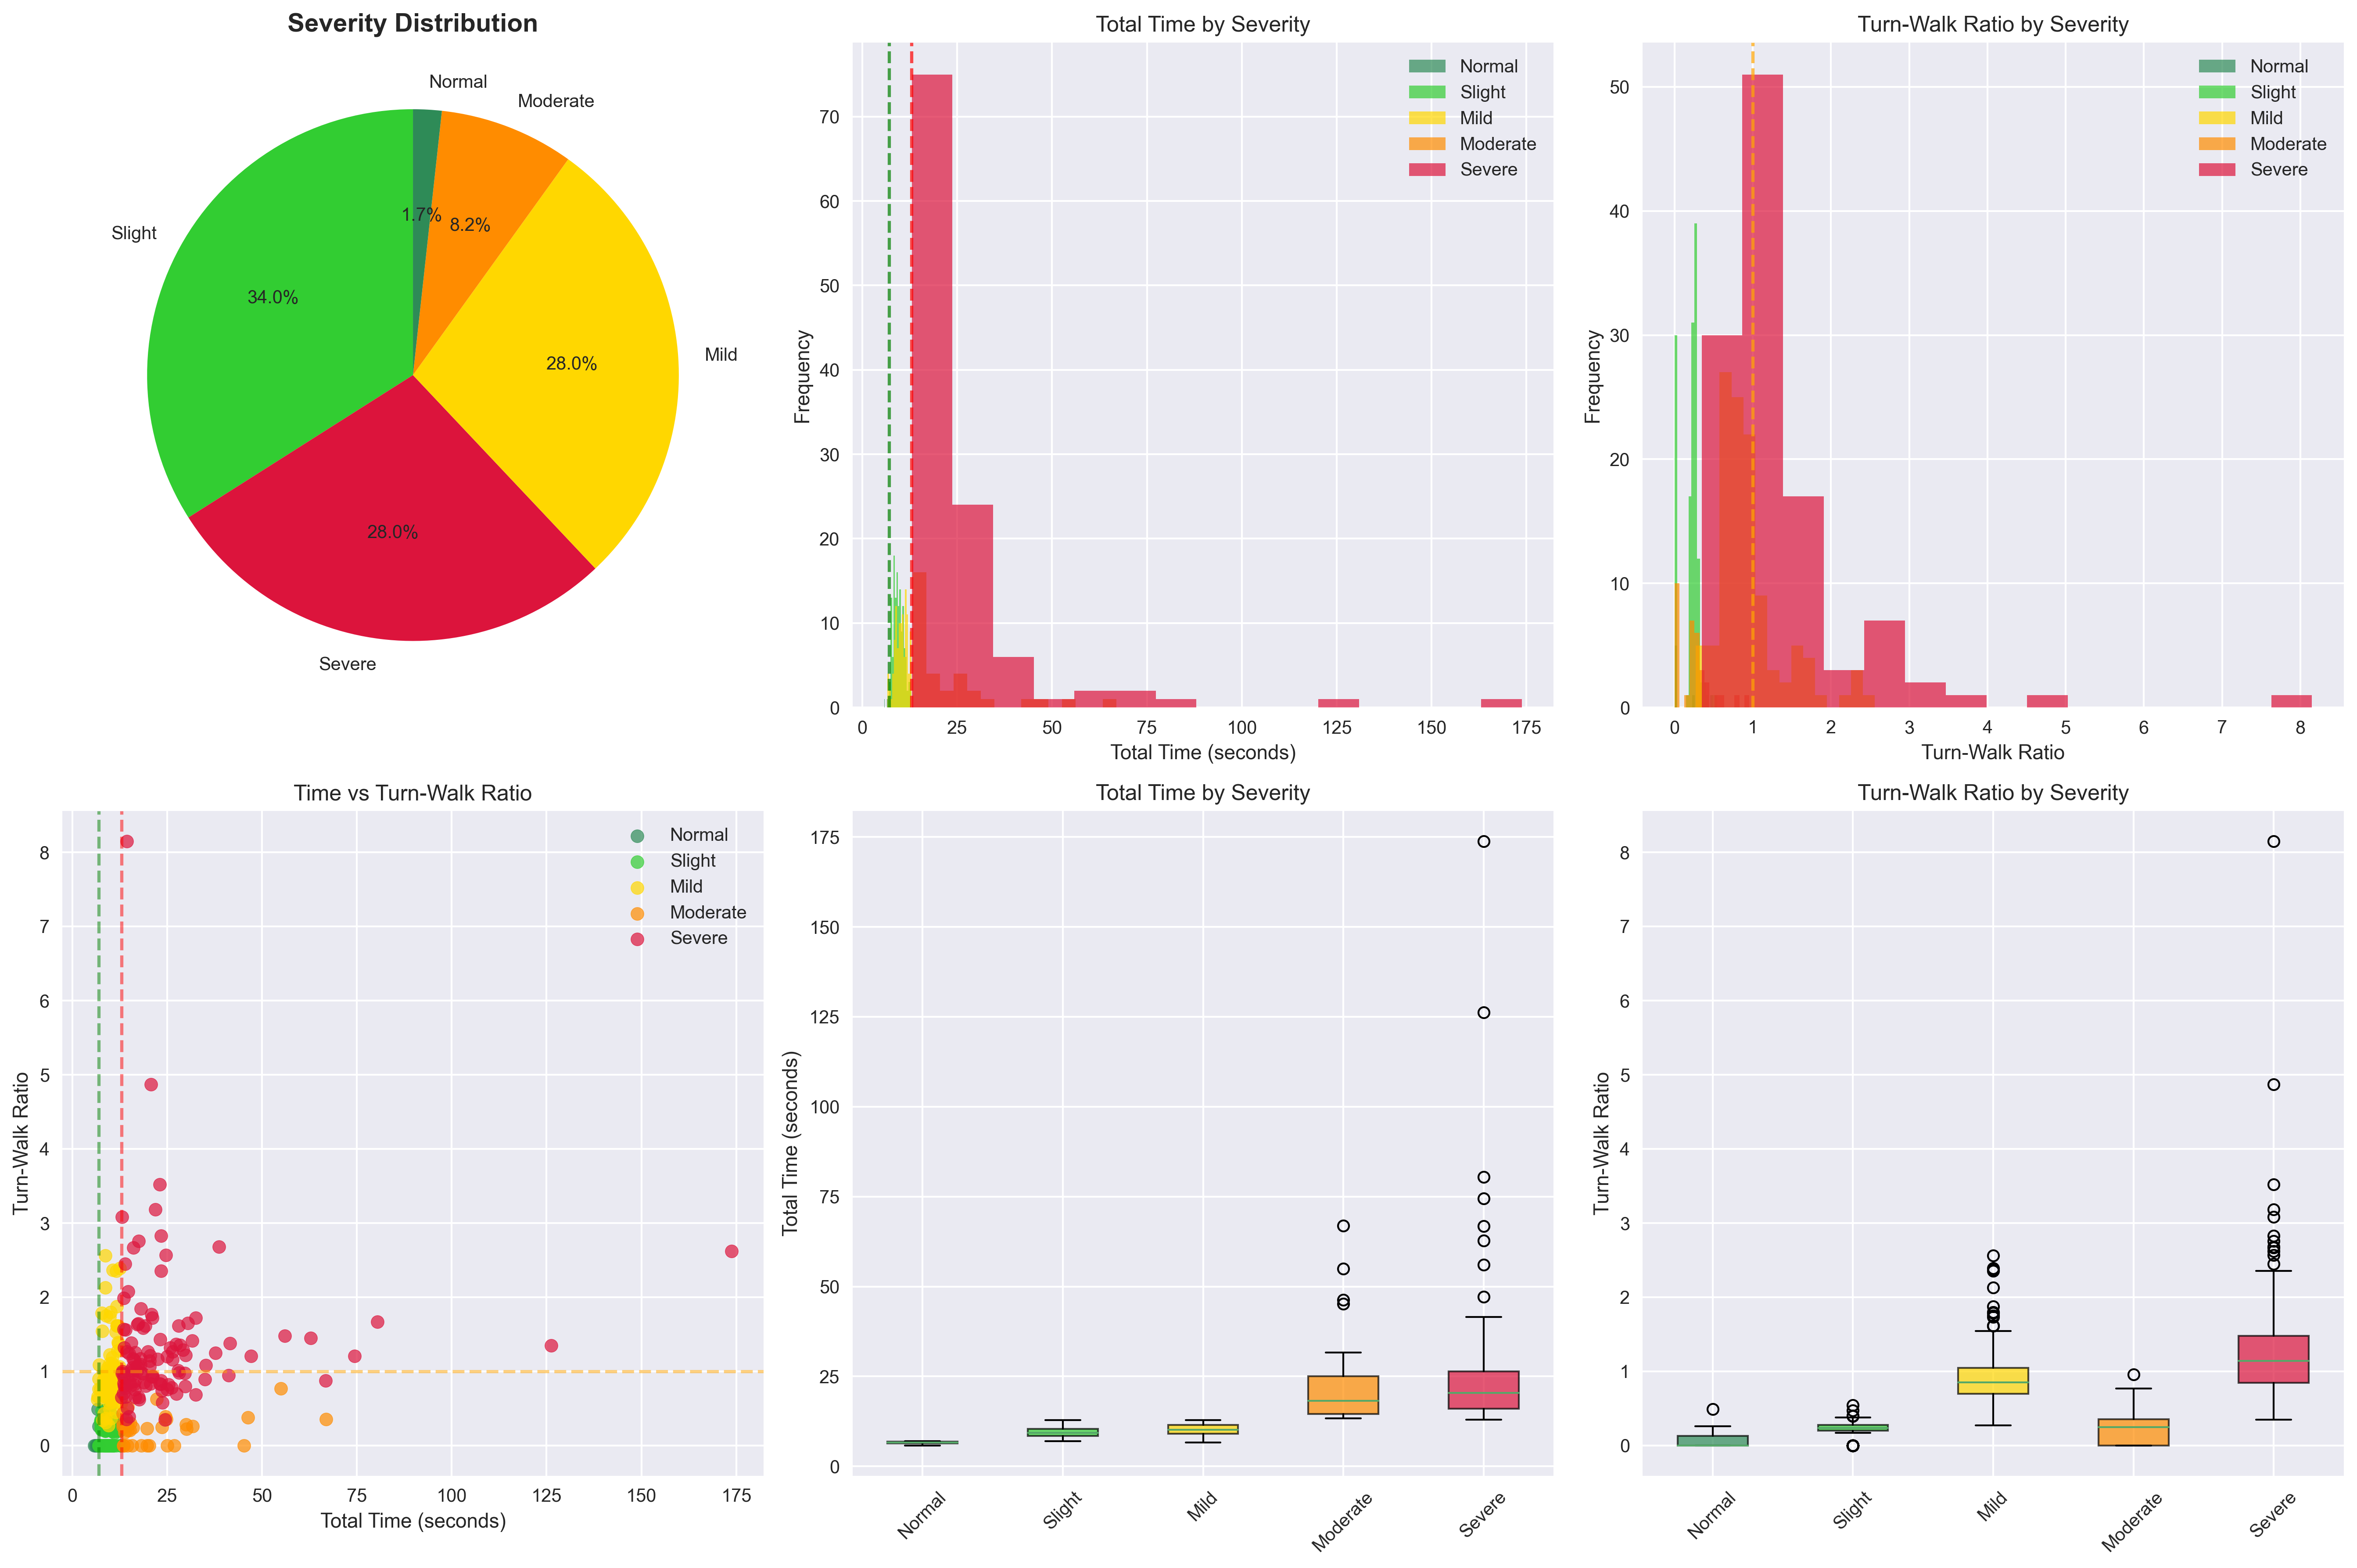 Severity Distribution
Normal
Moderate
Slight
Mild
Severe
1.7%
8.2%
34.0%
28.0%
28.0%
Total Time by Severity
Frequency
70
60
50
40
30
20
10
0
0 25 50 75 100 125 150 175
Total Time (seconds)
Normal
Slight
Mild
Moderate
Severe
Turn-Walk Ratio by Severity
Frequency
50
40
30
20
10
0
0 1 2 3 4 5 6 7 8
Turn-Walk Ratio
Normal
Slight
Mild
Moderate
Severe
Time vs Turn-Walk Ratio
Turn-Walk Ratio
8
7
6
5
4
3
2
1
0
0 25 50 75 100 125 150 175
Total Time (seconds)
Normal
Slight
Mild
Moderate
Severe
Total Time by Severity
Total Time (seconds)
175
150
125
100
75
50
25
0
Normal Slight Mild Moderate Severe
Turn-Walk Ratio by Severity
Turn-Walk Ratio
8
7
6
5
4
3
2
1
0
Normal Slight Mild Moderate Severe